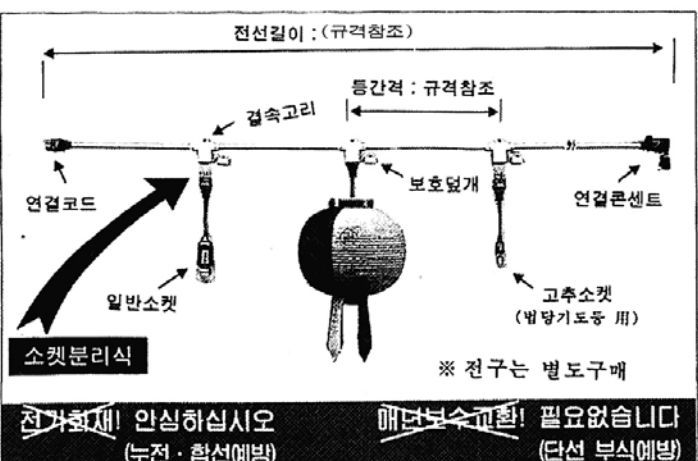 전선길이 : (규격참조)
등간격 : 규격참조
결속고리
보호덮개
연결코드
연결콘센트
일반소켓
고추소켓
(법당기도등 用)
소켓분리식
※ 전구는 별도구매
전기화재! 안심하십시오
(누전 · 합선예방)
매년보수교환! 필요없습니다
(단선 부식예방)